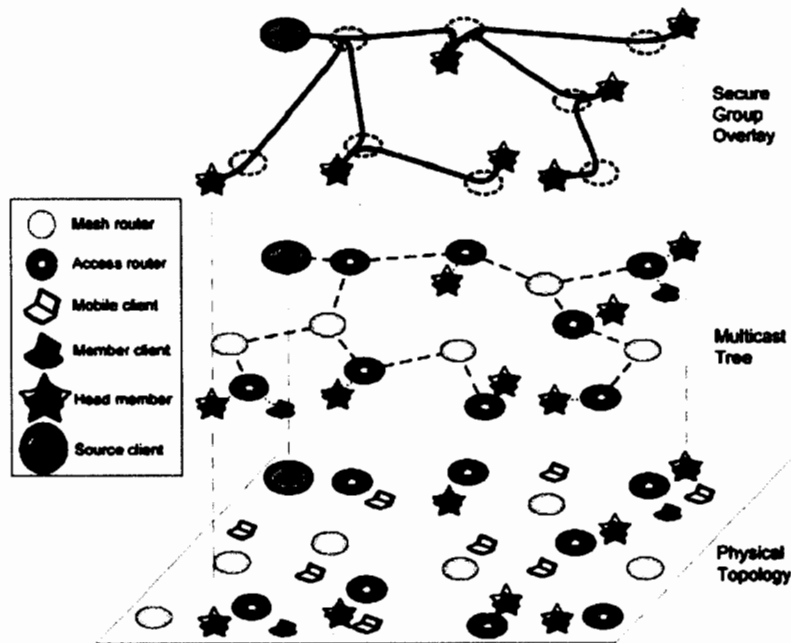 Secure
Group
Overlay
Mesh router
Access router
Mobile client
Member client
Head member
Source client
Multicast
Tree
Physical
Topology